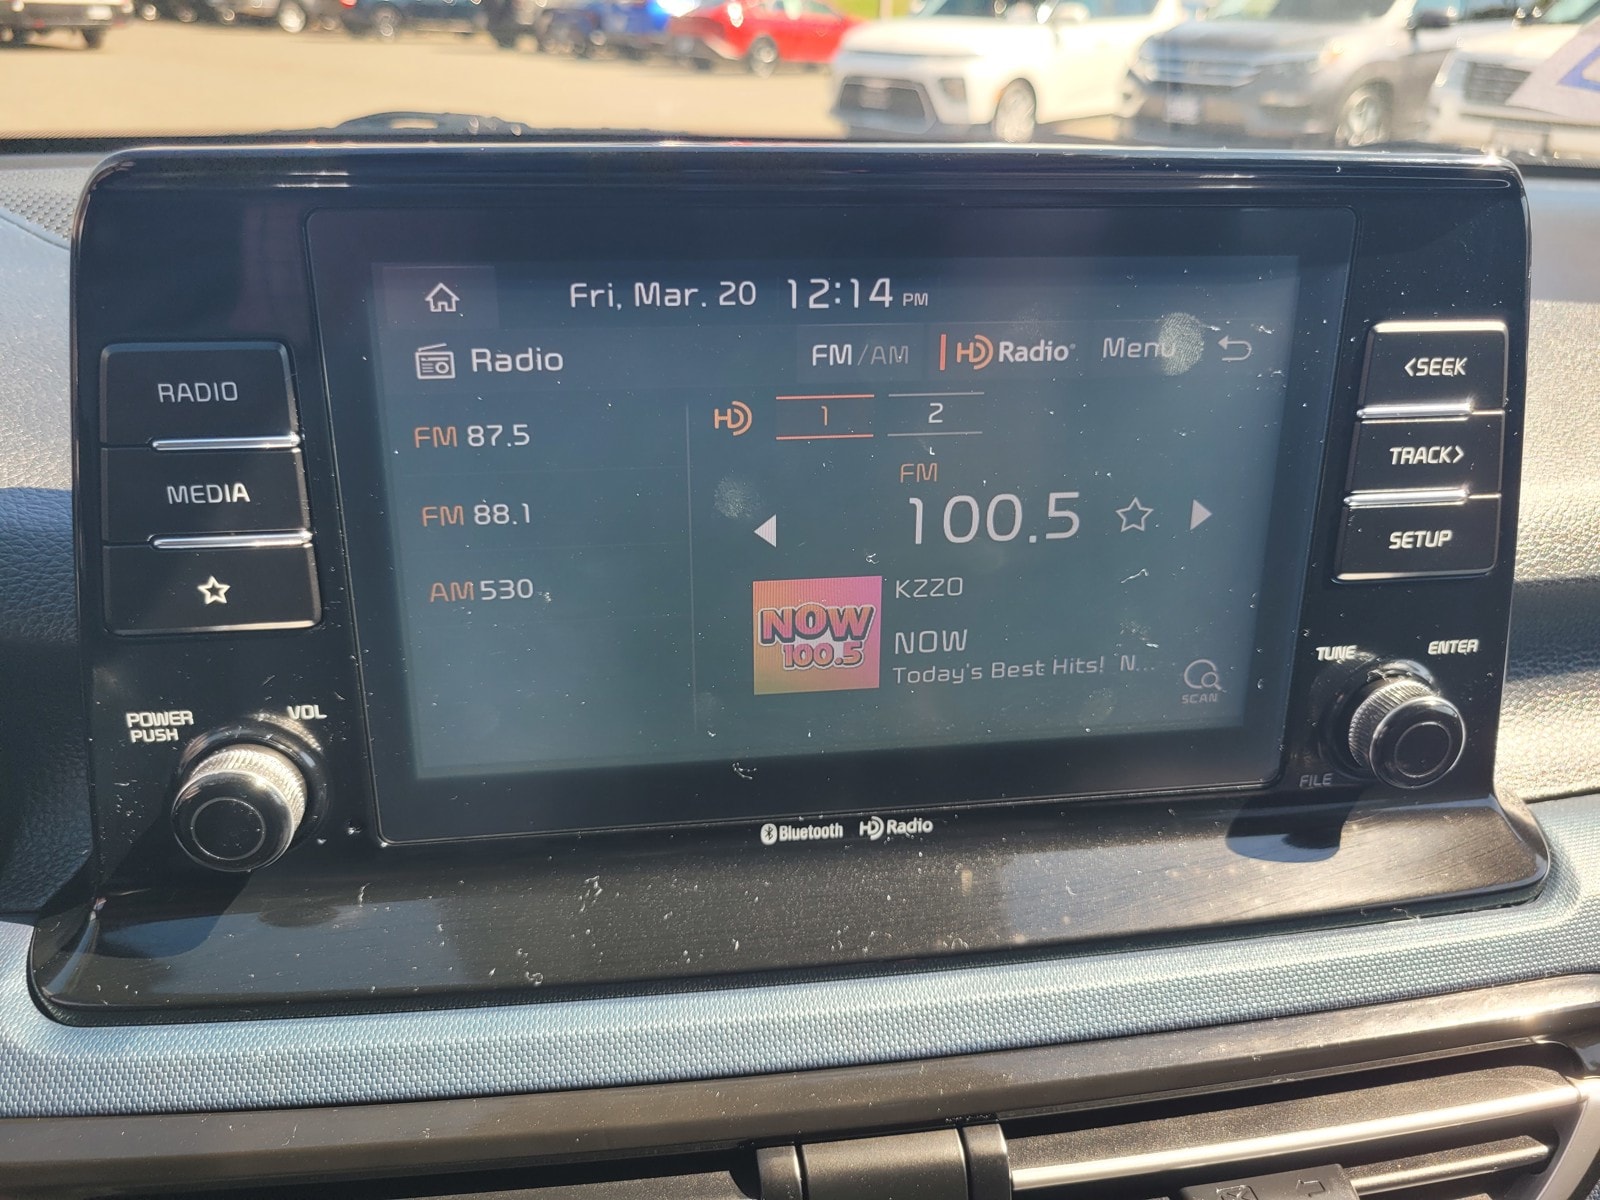 Fri, Mar. 20 12:14 PM
Radio FM/AM HD Radio Menu
FM 87.5
FM 88.1
AM 530
HD 1 2
FM
100.5
NOW
100.5
KZZO
NOW
Today's Best Hits! N...
SCAN
RADIO
MEDIA
POWER
PUSH
VOL
<SEEK
TRACK>
SETUP
TUNE
ENTER
FILE
Bluetooth HD Radio